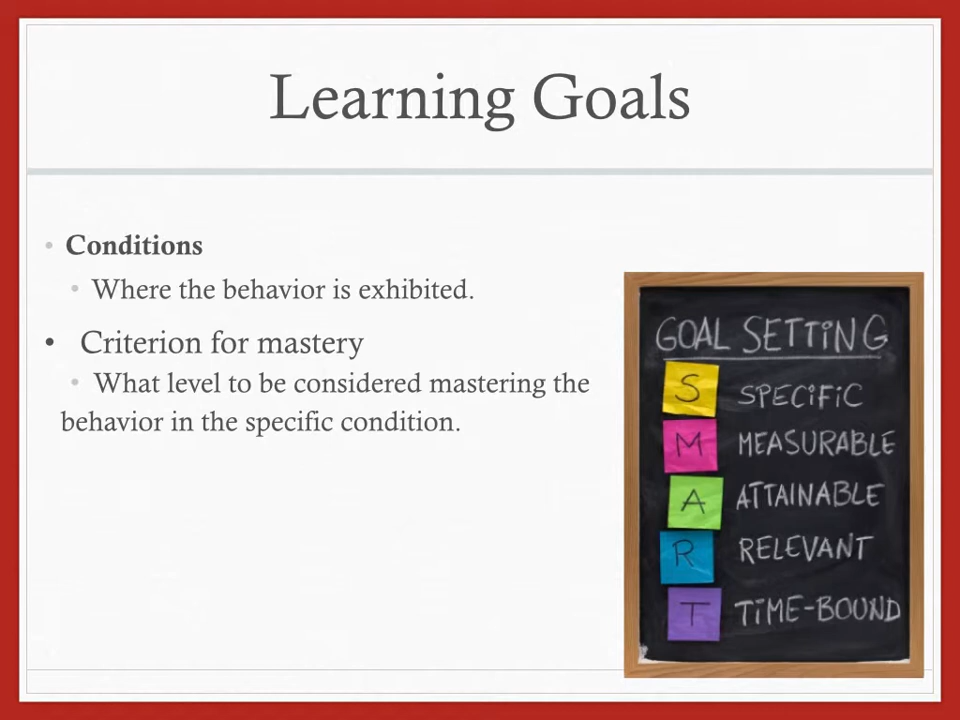 Learning Goals
• Conditions
• Where the behavior is exhibited.
• Criterion for mastery
• What level to be considered mastering the
behavior in the specific condition.
GOAL SETTiNG
S SPECiFiC
M MEASURABLE
A ATTAINABLE
R RELEVANT
T TiME-BOUND